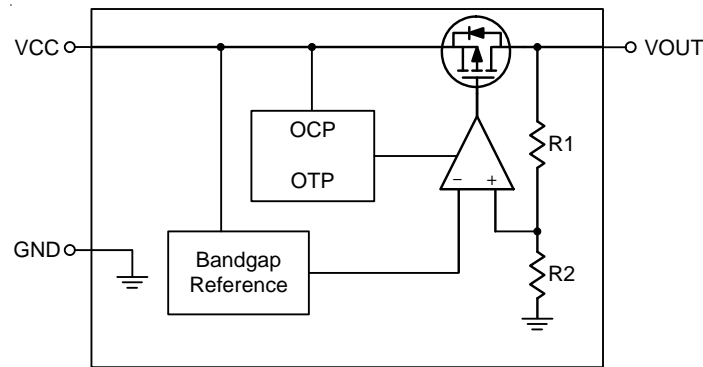 VCC
VOUT
OCP
R1
OTP
− +
GND
Bandgap
Reference
R2